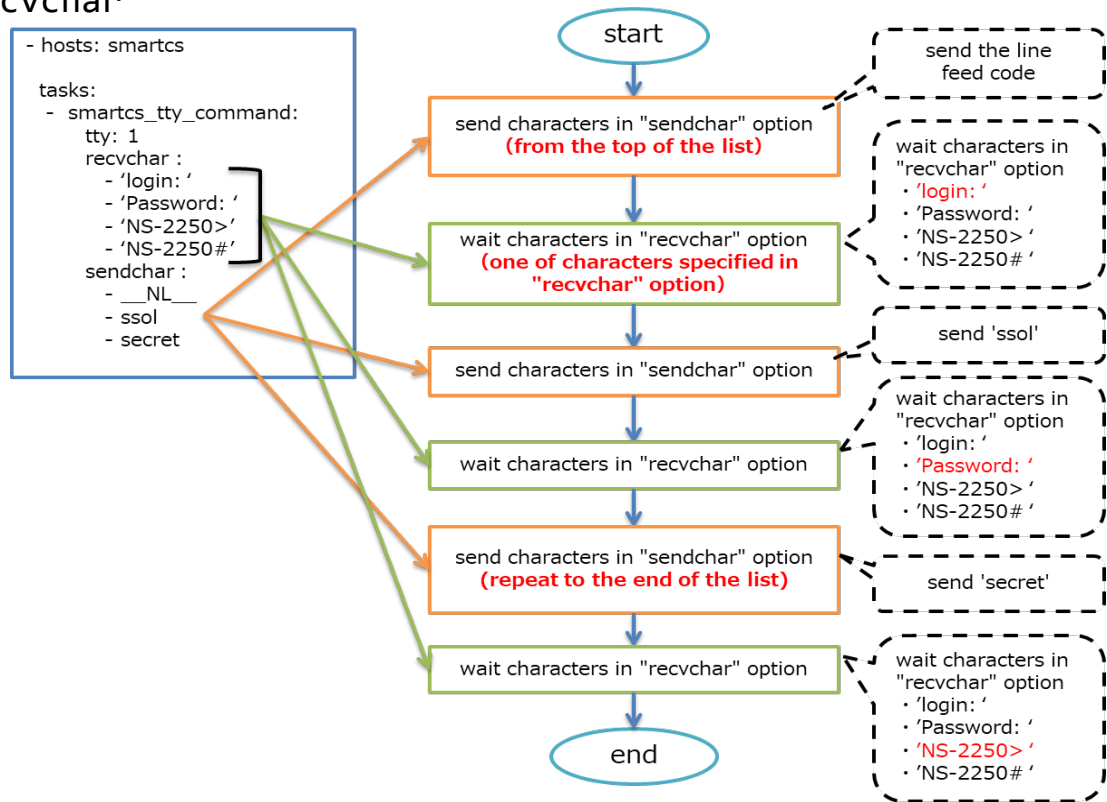 recvchar
- hosts: smartcs
tasks:
- smartcs_tty_command:
tty: 1
recvchar :
- ‘login: ‘
- ‘Password: ‘
- ‘NS-2250>’
- ‘NS-2250#’
sendchar :
- __NL__
- ssol
- secret
start
send characters in "sendchar" option
(from the top of the list)
wait characters in "recvchar" option
(one of characters specified in
"recvchar" option)
send characters in "sendchar" option
wait characters in "recvchar" option
send characters in "sendchar" option
(repeat to the end of the list)
wait characters in "recvchar" option
end
send the line
feed code
wait characters in
"recvchar" option
・’login: ‘
・’Password: ‘
・’NS-2250> ‘
・’NS-2250# ‘
send 'ssol'
wait characters in
"recvchar" option
・’login: ‘
・’Password: ‘
・’NS-2250> ‘
・’NS-2250# ‘
send 'secret'
wait characters in
"recvchar" option
・’login: ‘
・’Password: ‘
・’NS-2250> ‘
・’NS-2250# ‘